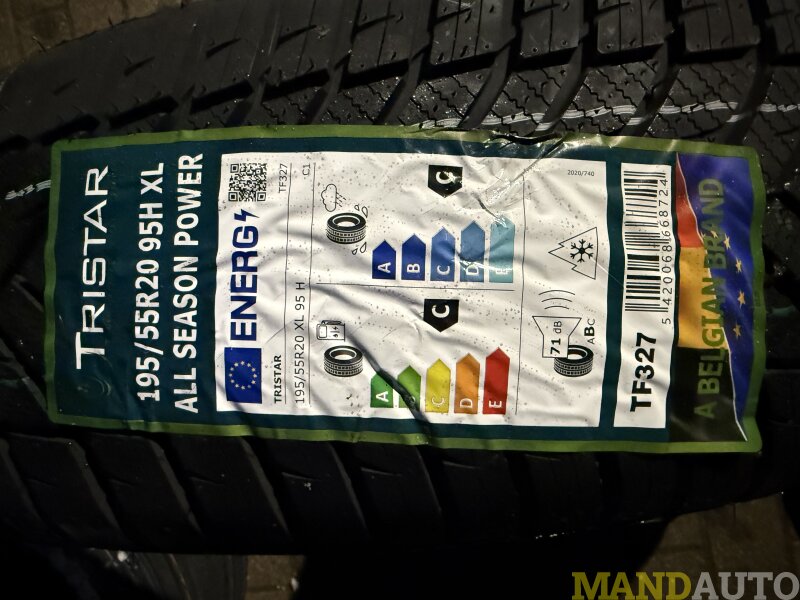 TRISTAR
195/55R20 95H XL
ALL SEASON POWER
ENERG
TF327
C1
TRISTAR
195/55R20 XL 95 H
C
A
B
C
D
E
C
A
B
C
D
E
2020/740
71 dB
ABC
5 420068 668724
TF327
A BELGIAN BRAND
MANDAUTO